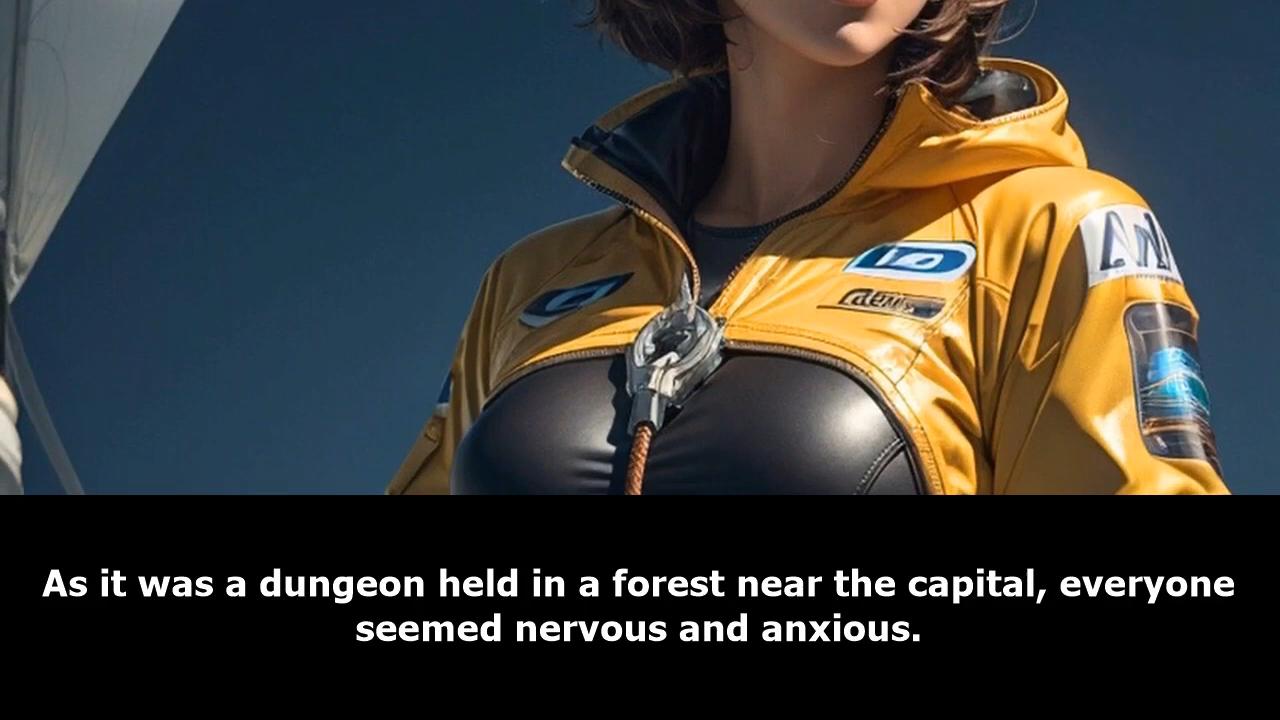 As it was a dungeon held in a forest near the capital, everyone
seemed nervous and anxious.